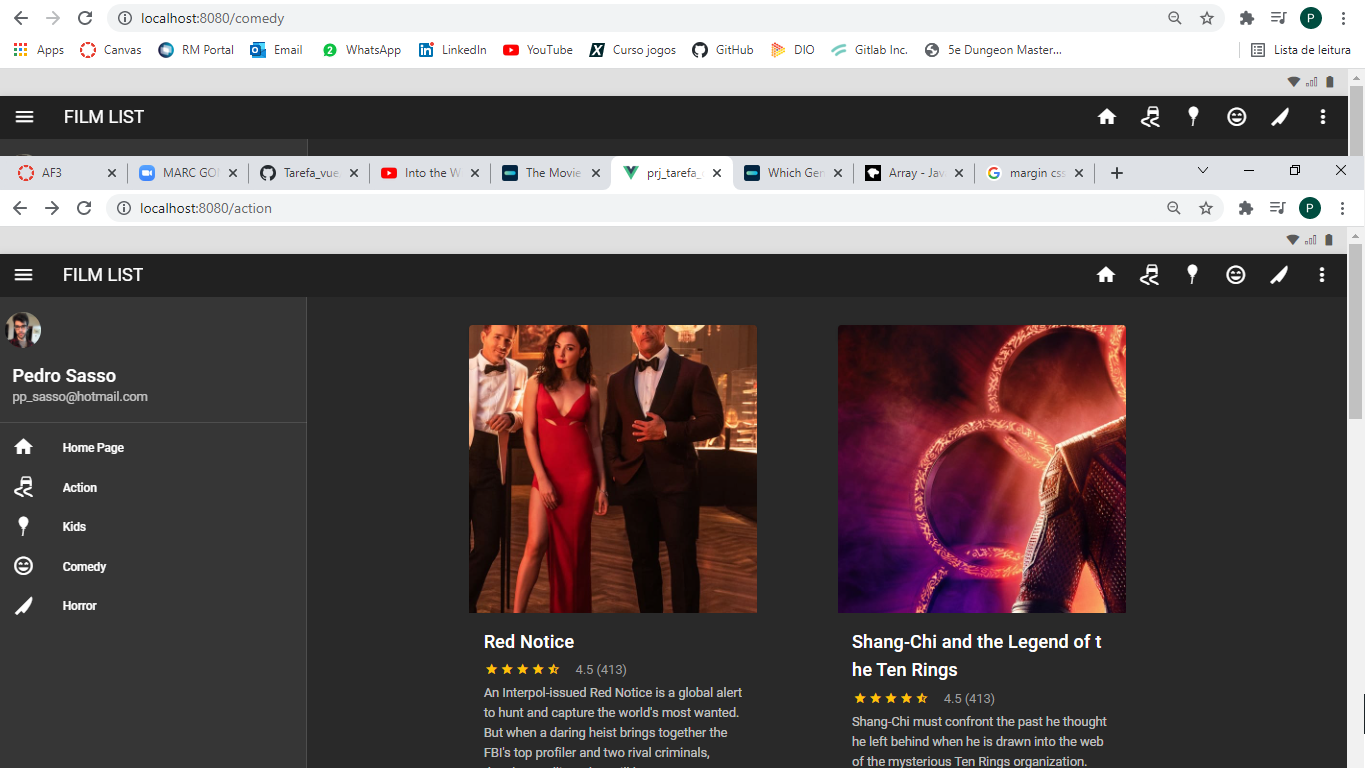 localhost:8080/comedy
P
Apps Canvas RM Portal Email 2 WhatsApp LinkedIn YouTube Curso jogos GitHub DIO Gitlab Inc. 5e Dungeon Master... Lista de leitura
FILM LIST
AF3 MARC GO Tarefa_vue The Movie prj_tarefa_ Which Gen Array - Jav margin css
Into the W
localhost:8080/action
P
FILM LIST
Pedro Sasso
pp_sasso@hotmail.com
Home Page
Action
Kids
Comedy
Horror
Red Notice
4.5 (413)
An Interpol-issued Red Notice is a global alert
to hunt and capture the world's most wanted.
But when a daring heist brings together the
FBI's top profiler and two rival criminals,
Shang-Chi and the Legend of t
he Ten Rings
4.5 (413)
Shang-Chi must confront the past he thought
he left behind when he is drawn into the web
of the mysterious Ten Rings organization.